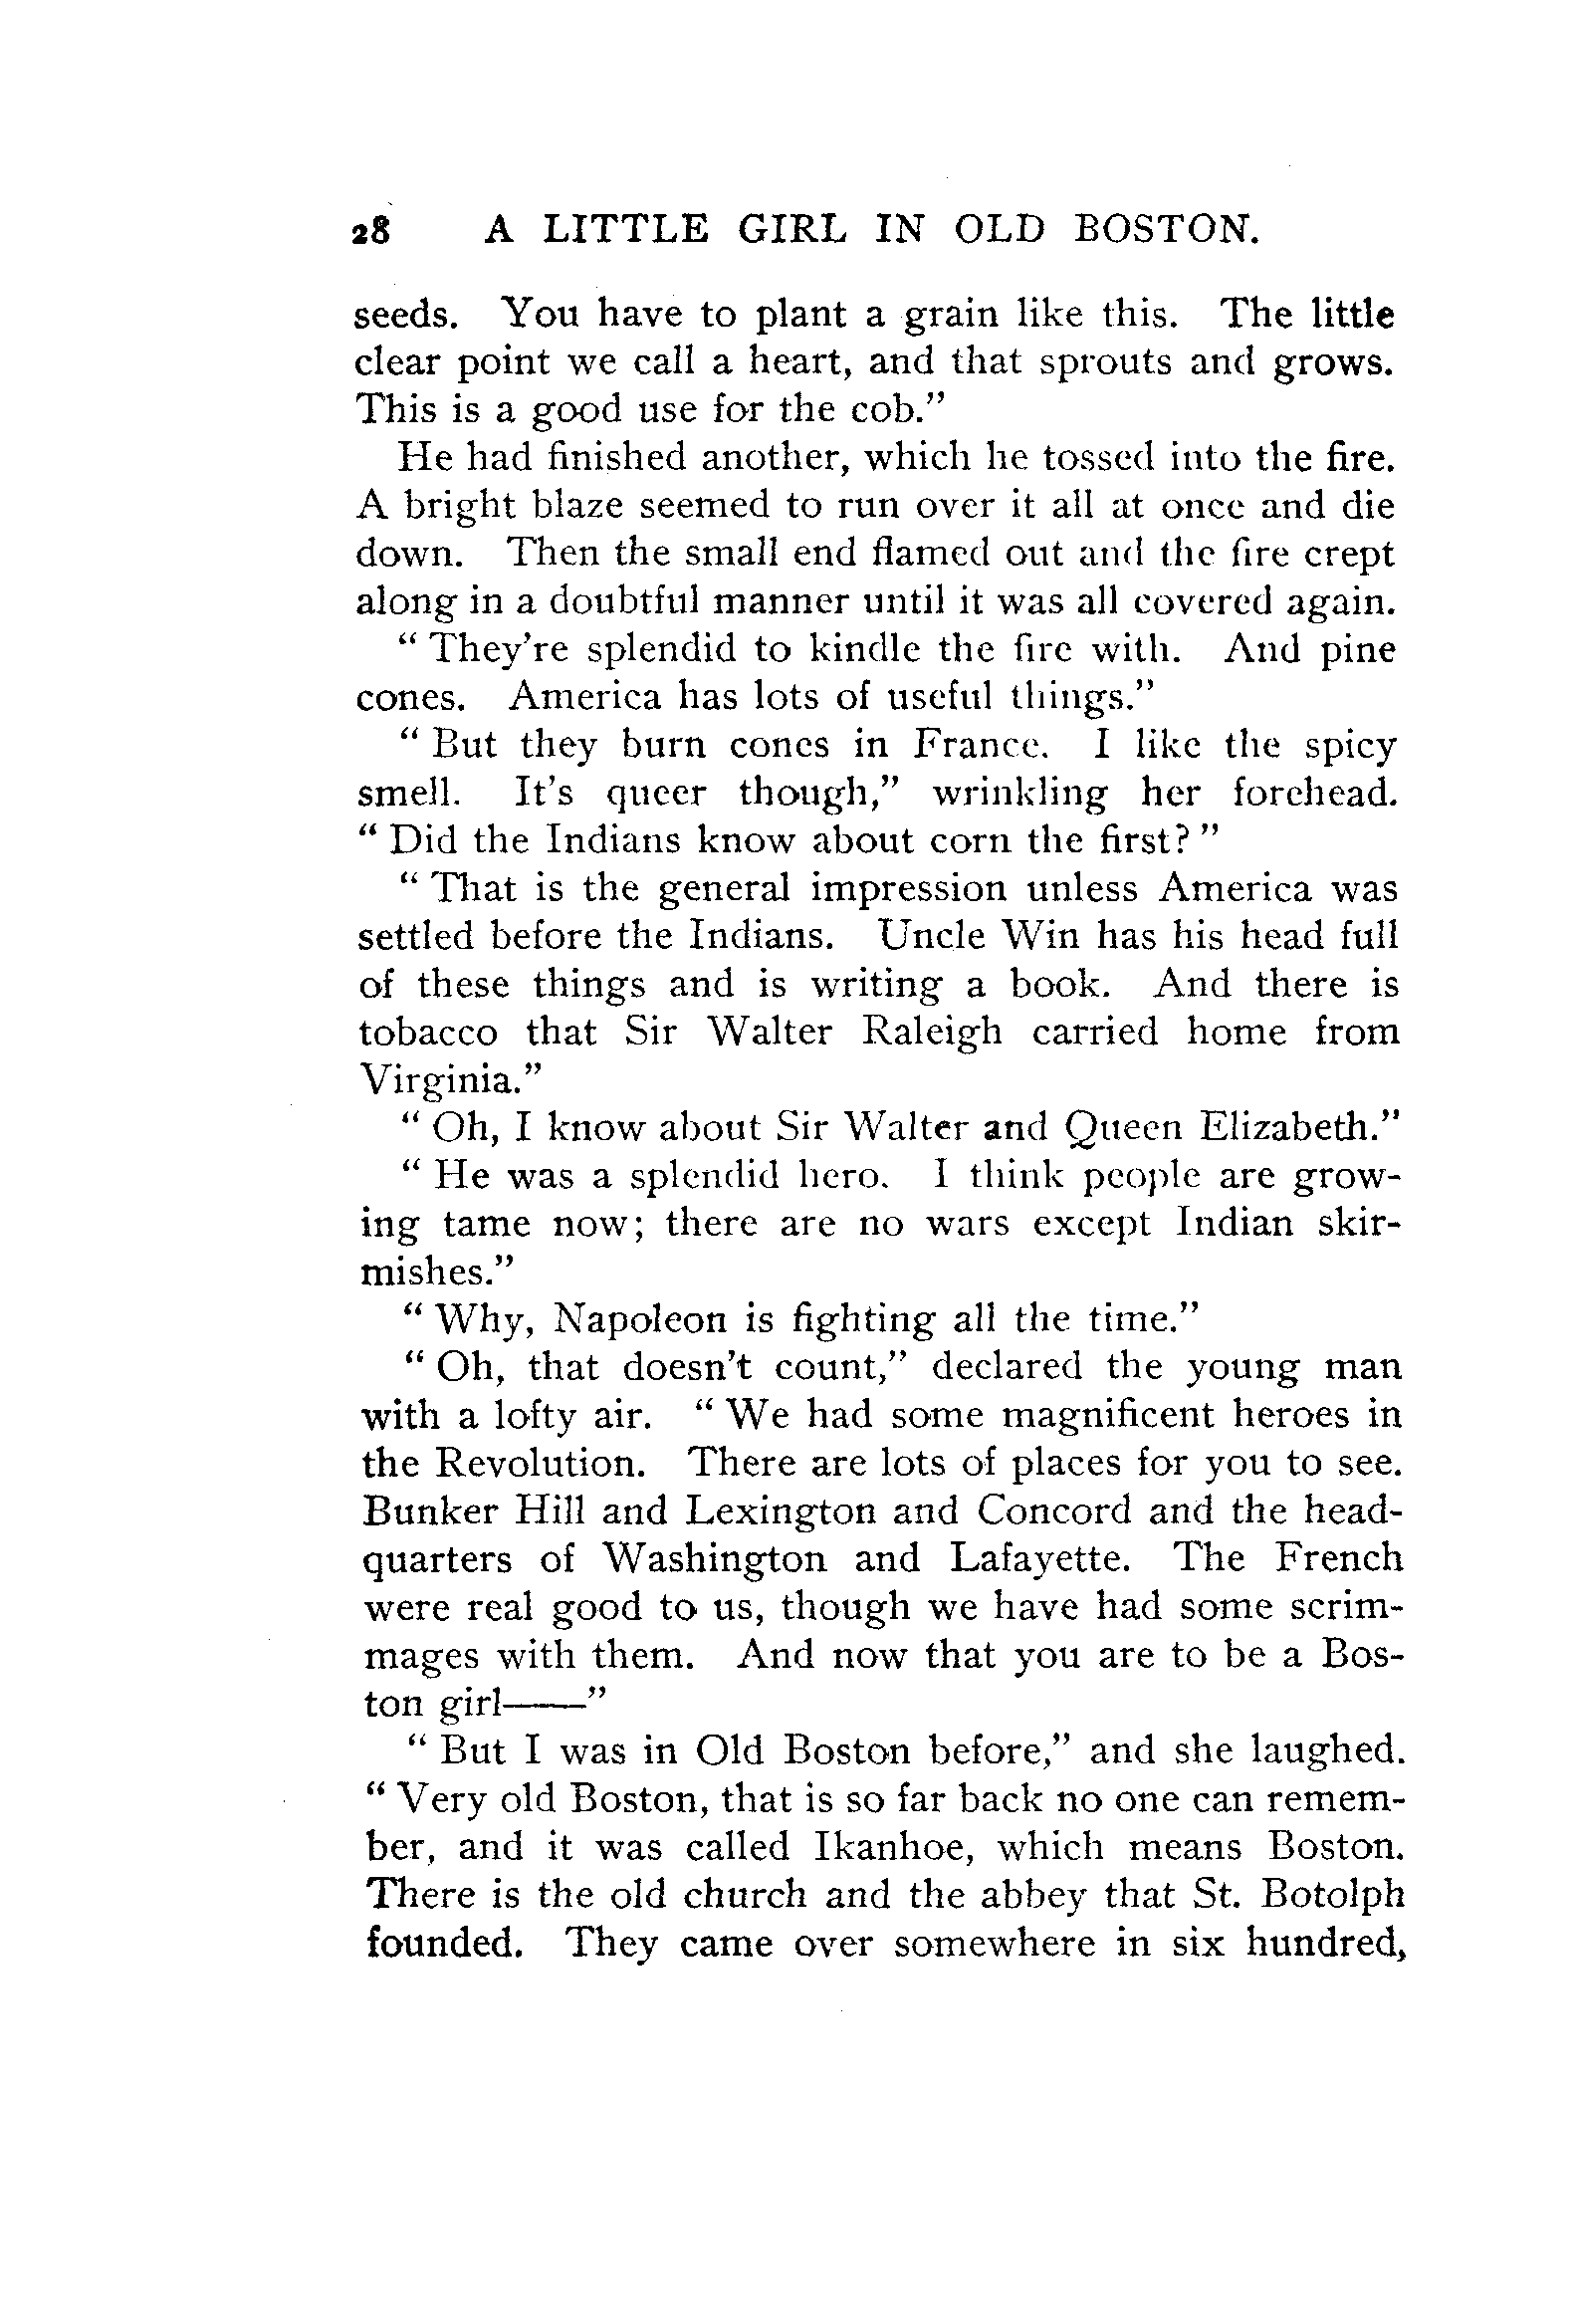 28 A LITTLE GIRL IN OLD BOSTON.
seeds. You have to plant a grain like this. The little
clear point we call a heart, and that sprouts and grows.
This is a good use for the cob.”
He had finished another, which he tossed into the fire.
A bright blaze seemed to run over it all at once and die
down. Then the small end flamed out and the fire crept
along in a doubtful manner until it was all covered again.
“ They’re splendid to kindle the fire with. And pine
cones. America has lots of useful things.”
“ But they burn cones in France. I like the spicy
smell. It’s queer though,” wrinkling her forehead.
“ Did the Indians know about corn the first? ”
“ That is the general impression unless America was
settled before the Indians. Uncle Win has his head full
of these things and is writing a book. And there is
tobacco that Sir Walter Raleigh carried home from
Virginia.”
“ Oh, I know about Sir Walter and Queen Elizabeth.”
“ He was a splendid hero. I think people are grow-
ing tame now; there are no wars except Indian skir-
mishes.”
“ Why, Napoleon is fighting all the time.”
“ Oh, that doesn’t count,” declared the young man
with a lofty air. “ We had some magnificent heroes in
the Revolution. There are lots of places for you to see.
Bunker Hill and Lexington and Concord and the head-
quarters of Washington and Lafayette. The French
were real good to us, though we have had some scrim-
mages with them. And now that you are to be a Bos-
ton girl——”
“ But I was in Old Boston before,” and she laughed.
“ Very old Boston, that is so far back no one can remem-
ber, and it was called Ikanhoe, which means Boston.
There is the old church and the abbey that St. Botolph
founded. They came over somewhere in six hundred,